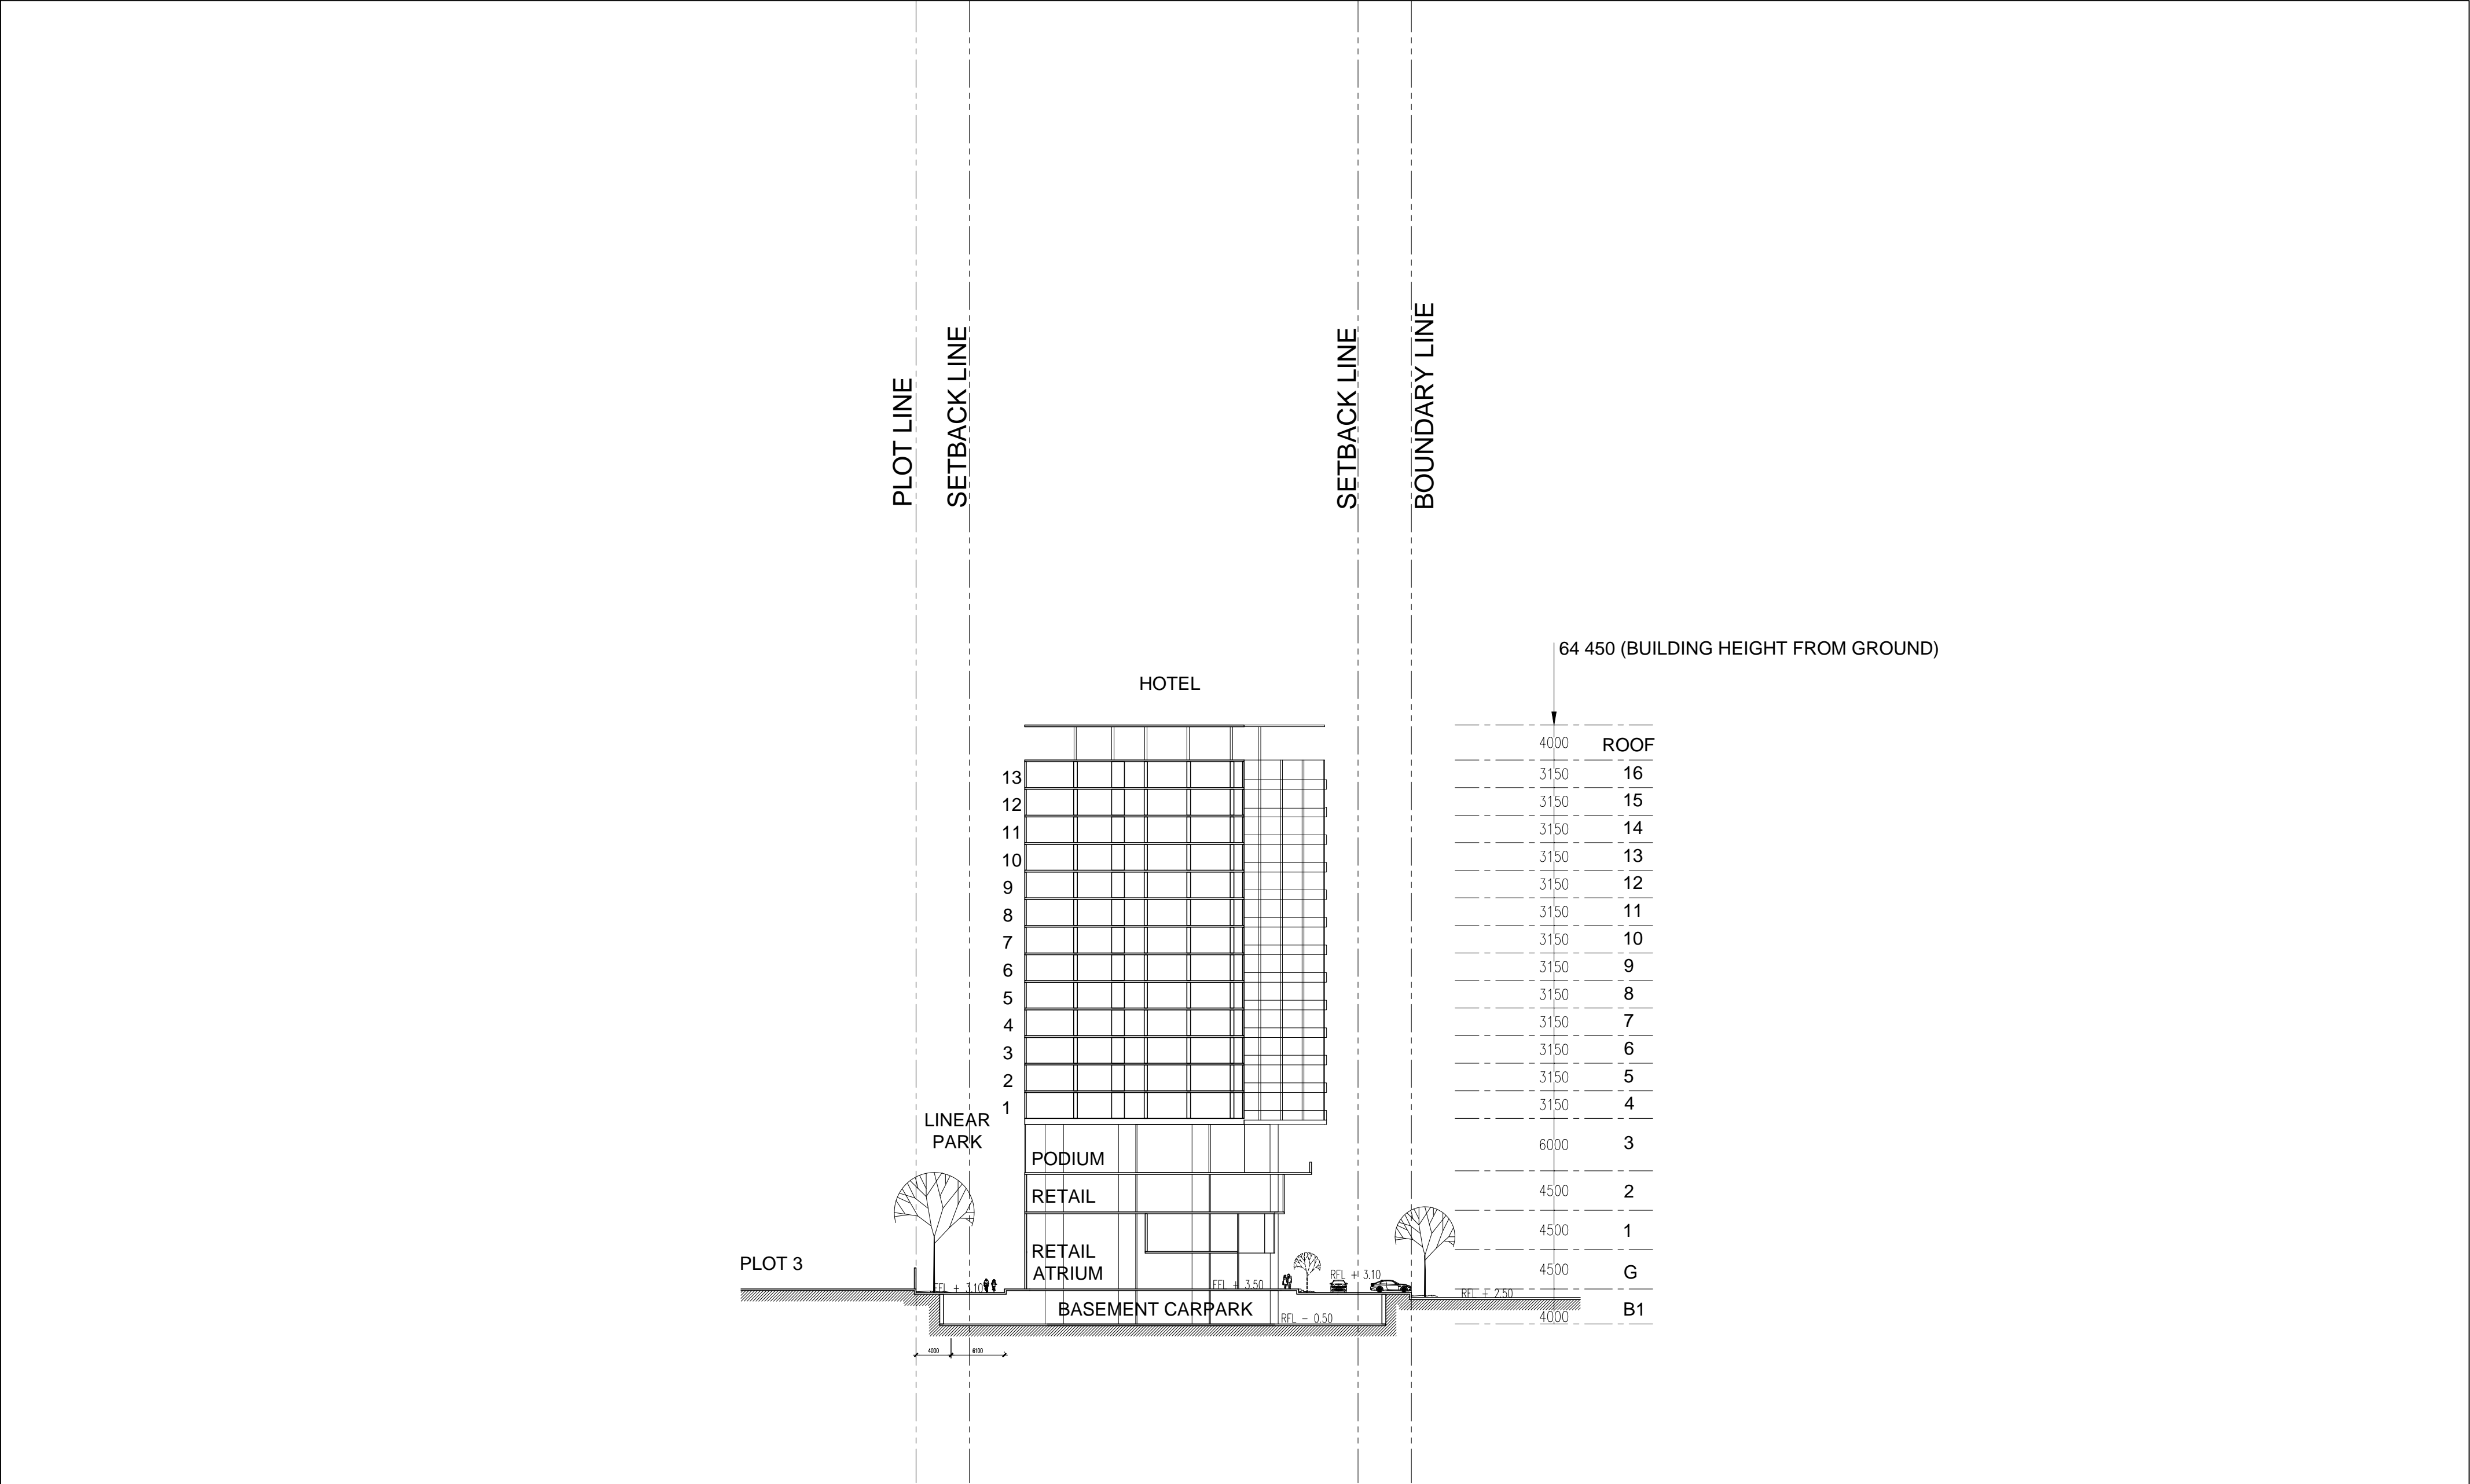 PLOT LINE
SETBACK LINE
SETBACK LINE
BOUNDARY LINE
64 450 (BUILDING HEIGHT FROM GROUND)
HOTEL
4000 ROOF
13 3150 16
12 3150 15
11 3150 14
10 3150 13
9 3150 12
8 3150 11
7 3150 10
6 3150 9
5 3150 8
4 3150 7
3 3150 6
2 3150 5
1 3150 4
LINEAR
PARK
PODIUM 6000 3
RETAIL 4500 2
4500 1
RETAIL
ATRIUM
PLOT 3
4500 G
FFL + 3.10
FFL + 3.50
RFL + 3.10
RFL + 2.50
BASEMENT CARPARK
RFL - 0.50
4000 B1
4000 6100